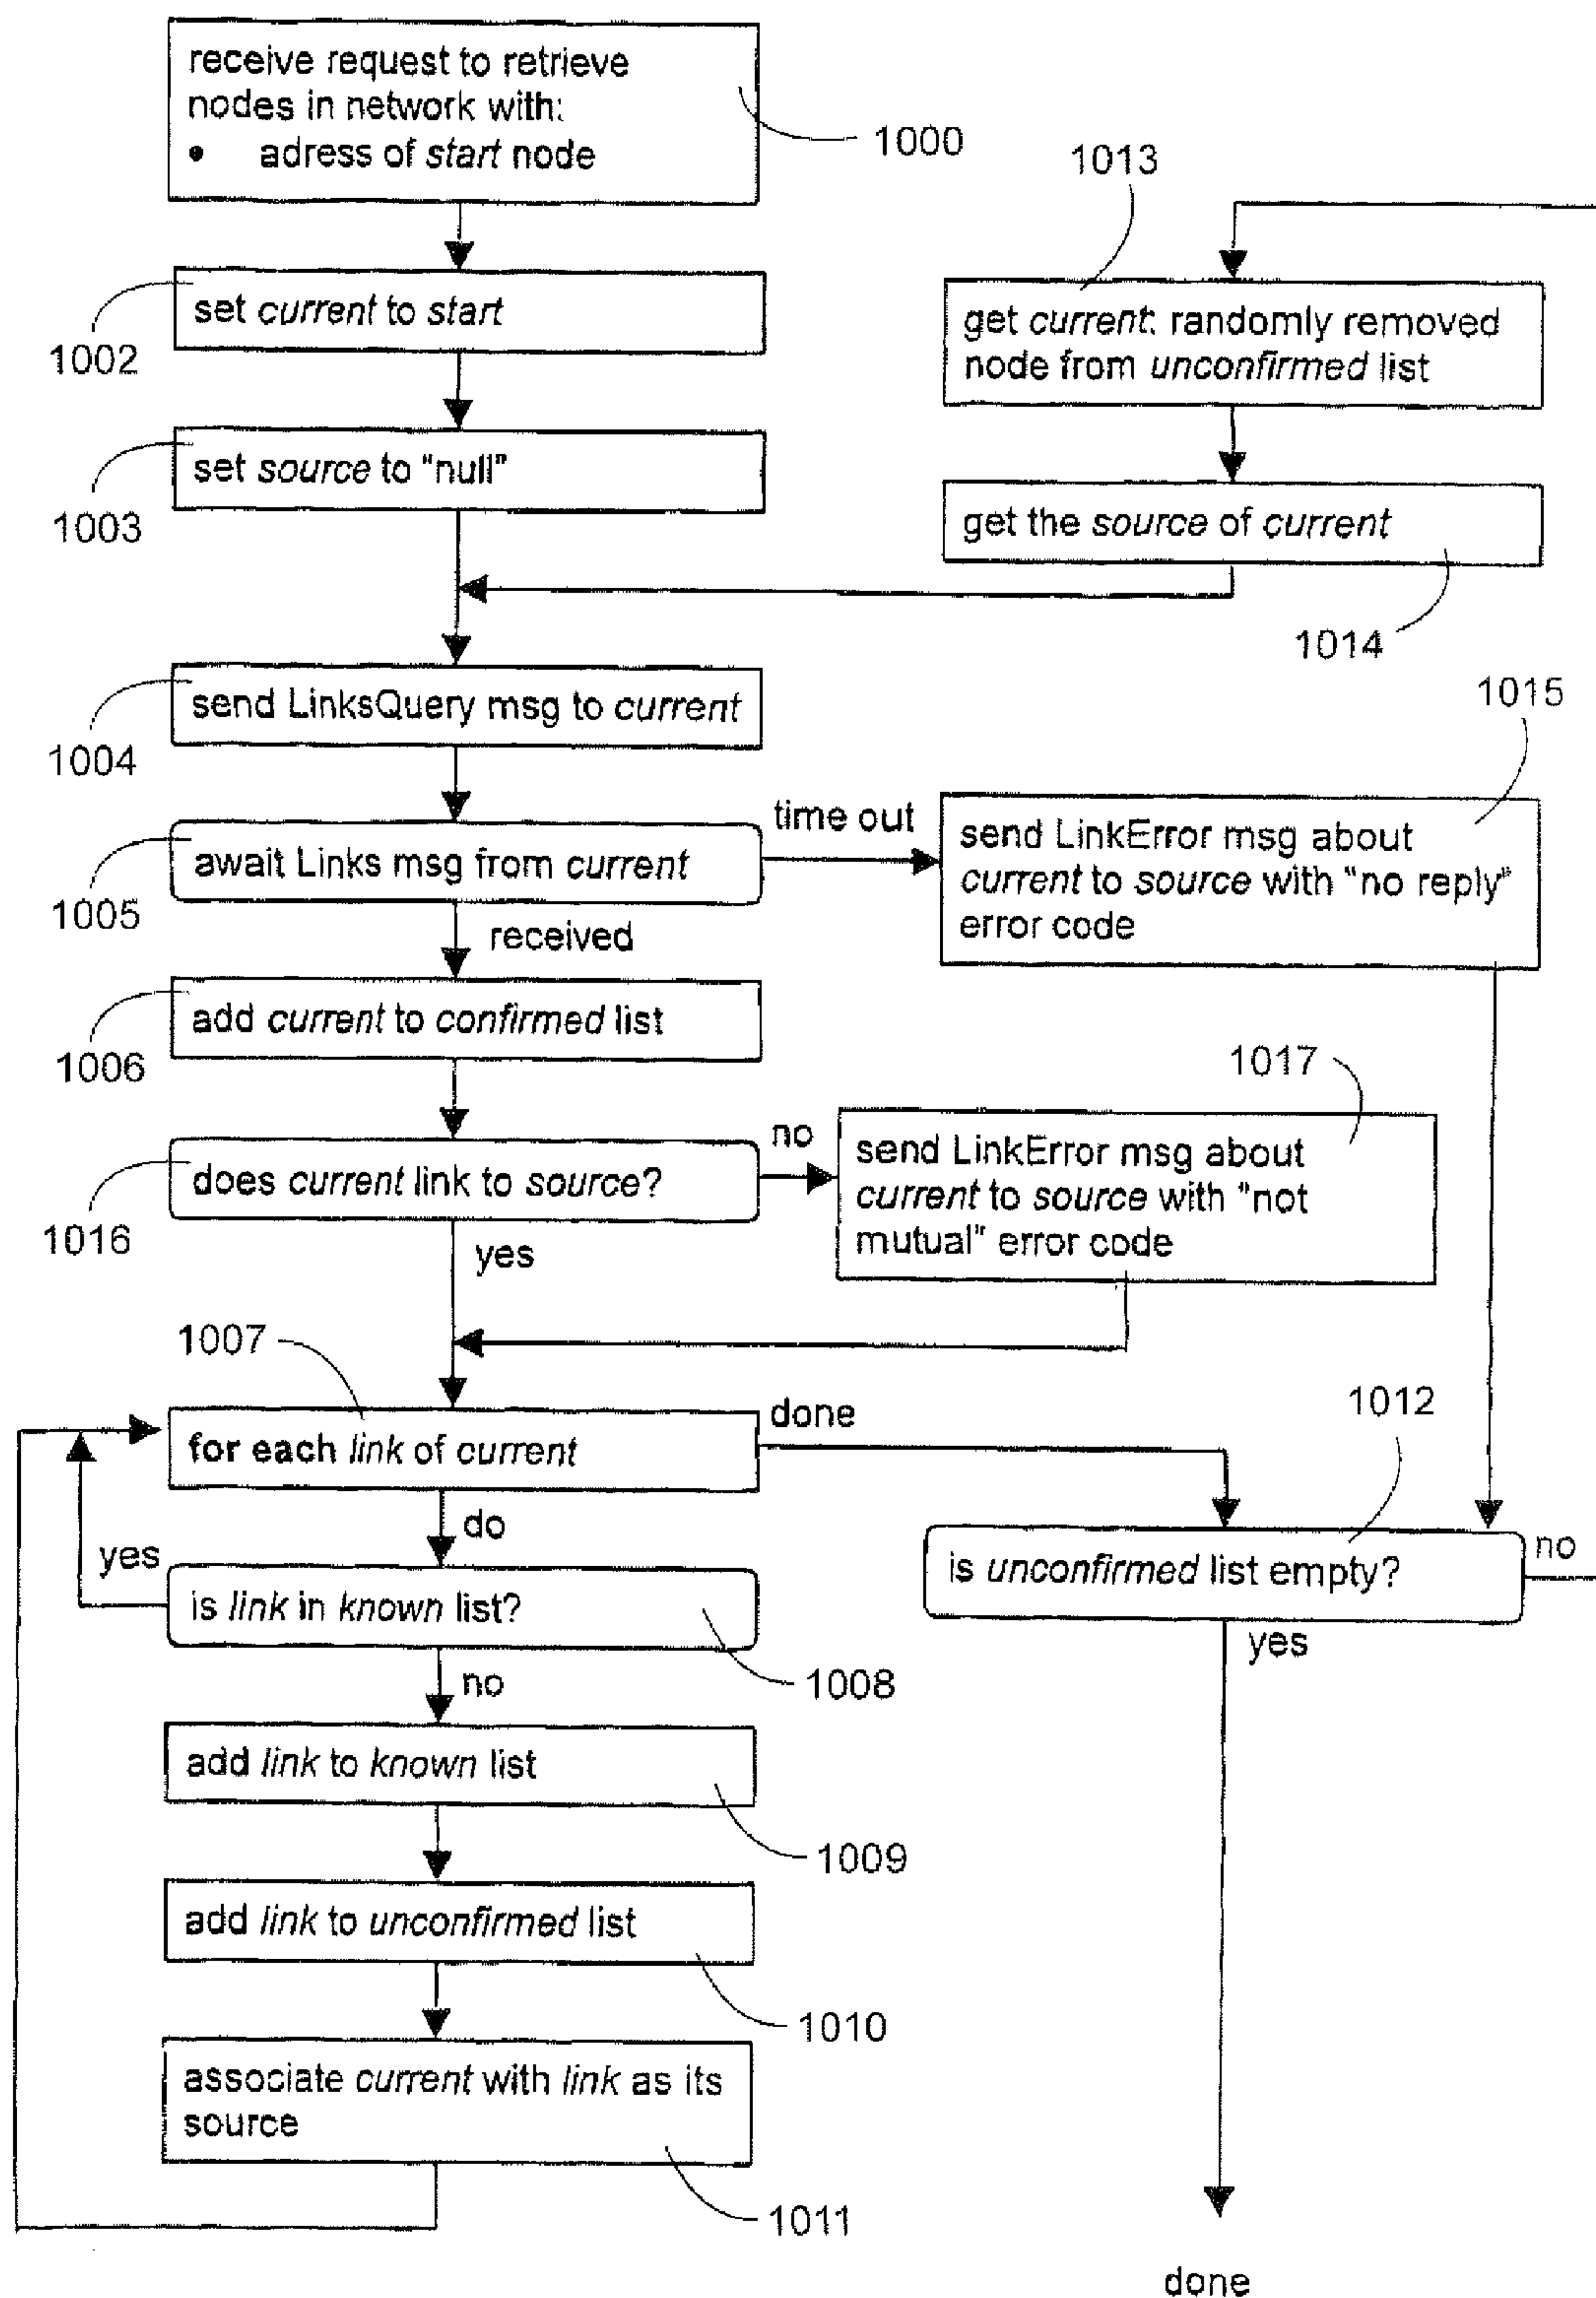 receive request to retrieve
nodes in network with:
• adress of start node
1000
1013
set current to start
1002
get current: randomly removed
node from unconfirmed list
set source to "null"
1003
get the source of current
1014
send LinksQuery msg to current
1004
1015
await Links msg from current
1005
time out
send LinkError msg about
current to source with "no reply"
error code
received
add current to confirmed list
1006
1017
does current link to source?
1016
no
send LinkError msg about
current to source with "not
mutual" error code
yes
1007
for each link of current
done
1012
do
yes
is link in known list?
1008
is unconfirmed list empty?
no
yes
no
add link to known list
1009
add link to unconfirmed list
1010
associate current with link as its
source
1011
done